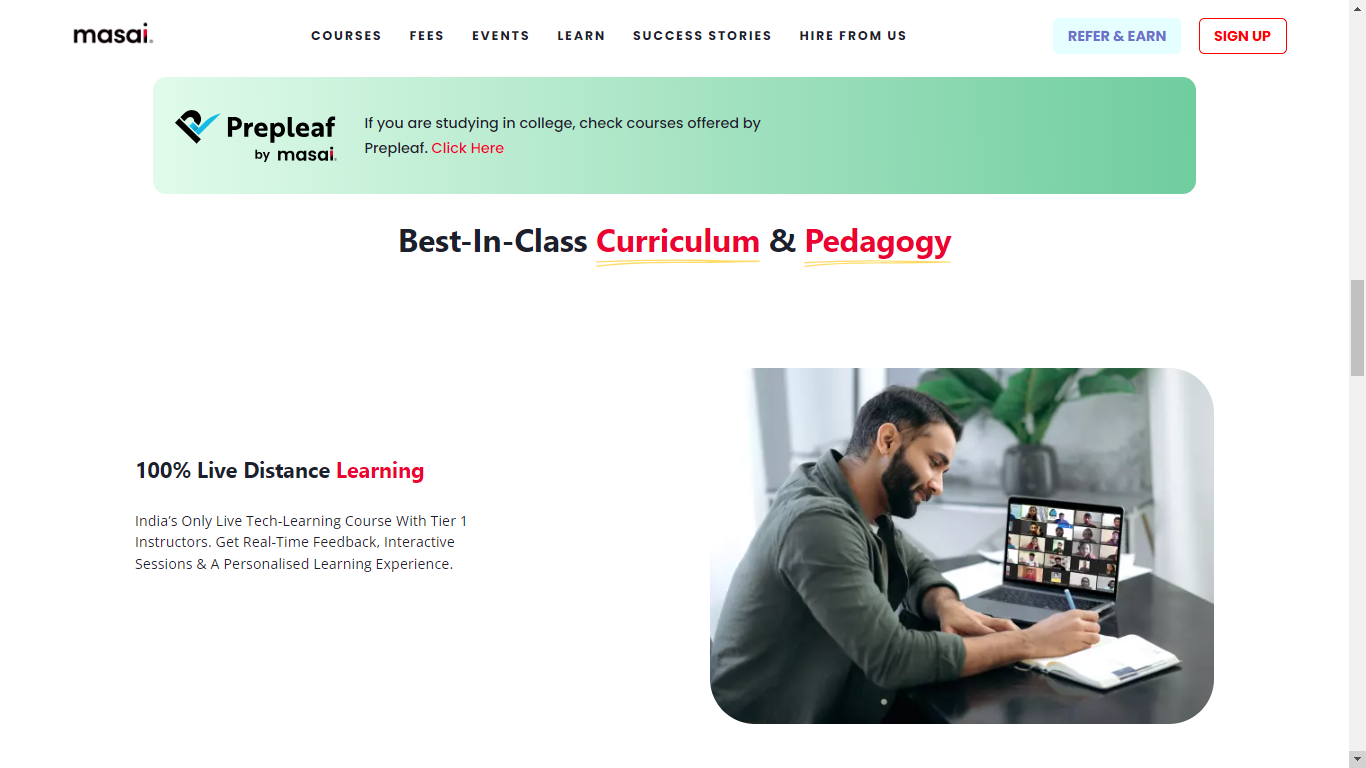 masai.
COURSES
FEES
EVENTS
LEARN
SUCCESS STORIES
HIRE FROM US
REFER & EARN
SIGN UP
Prepleaf
by masai.
If you are studying in college, check courses offered by
Prepleaf. Click Here
Best-In-Class Curriculum & Pedagogy
100% Live Distance Learning
India’s Only Live Tech-Learning Course With Tier 1
Instructors. Get Real-Time Feedback, Interactive
Sessions & A Personalised Learning Experience.